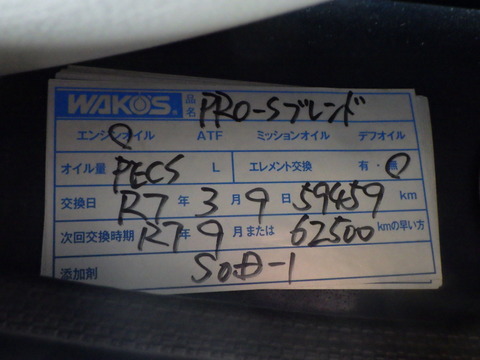 WAKO'S® 品名 PRO-Sブレンド
エンジンオイル ATF ミッションオイル デフオイル
オイル量 PECS L エレメント交換 有・無
交換日 R7年3月9日 59459 km
次回交換時期 R7年9月または 62500 kmの早い方
添加剤 S.O.D-1